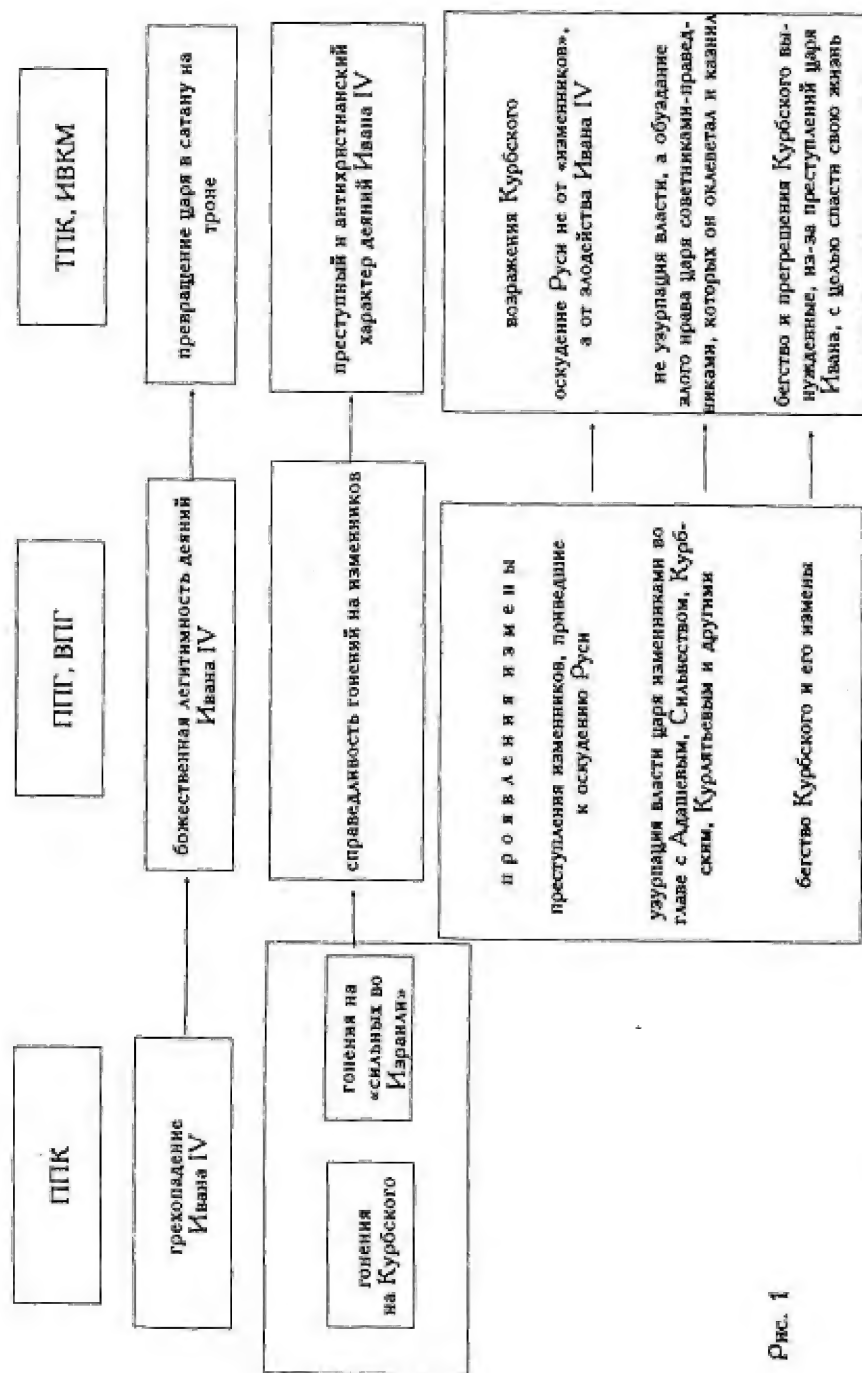 ППК
ППГ, ВПГ
ТПК, ИВКМ
грехопадение
Ивана IV
божественная легитимность деяний
Ивана IV
превращение царя в сатану на
троне
гонения
на Курбского
гонения на
«сильных во
Израили»
справедливость гонений на изменников
преступный и антихристианский
характер деяний Ивана IV
проявления измены
преступления изменников, приведшие
к оскудению Руси
узурпация власти царя изменниками во
главе с Адашевым, Сильвестром, Курб-
ским, Курлятьевым и другими
бегство Курбского и его измены
возражения Курбского
оскудение Руси не от «изменников»,
а от злодейства Ивана IV
не узурпация власти, а обуздание
злого нрава царя советниками-правед-
никами, которых он оклеветал и казнил
бегство и прегрешения Курбского вы-
нужденные, из-за преступлений царя
Ивана, с целью спасти свою жизнь
Рис. 1